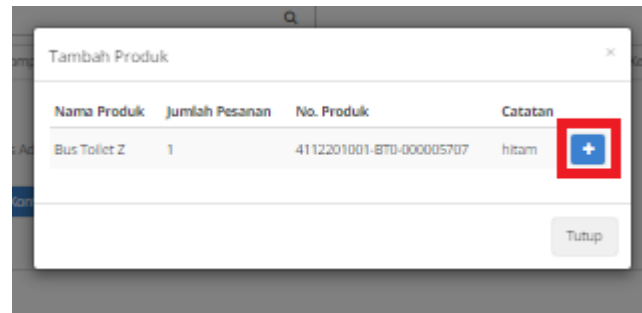 Tambah Produk
×
Nama Produk Jumlah Pesanan No. Produk Catatan
Bus Toilet Z 1 4112201001-BT0-000005707 hitam +
Tutup